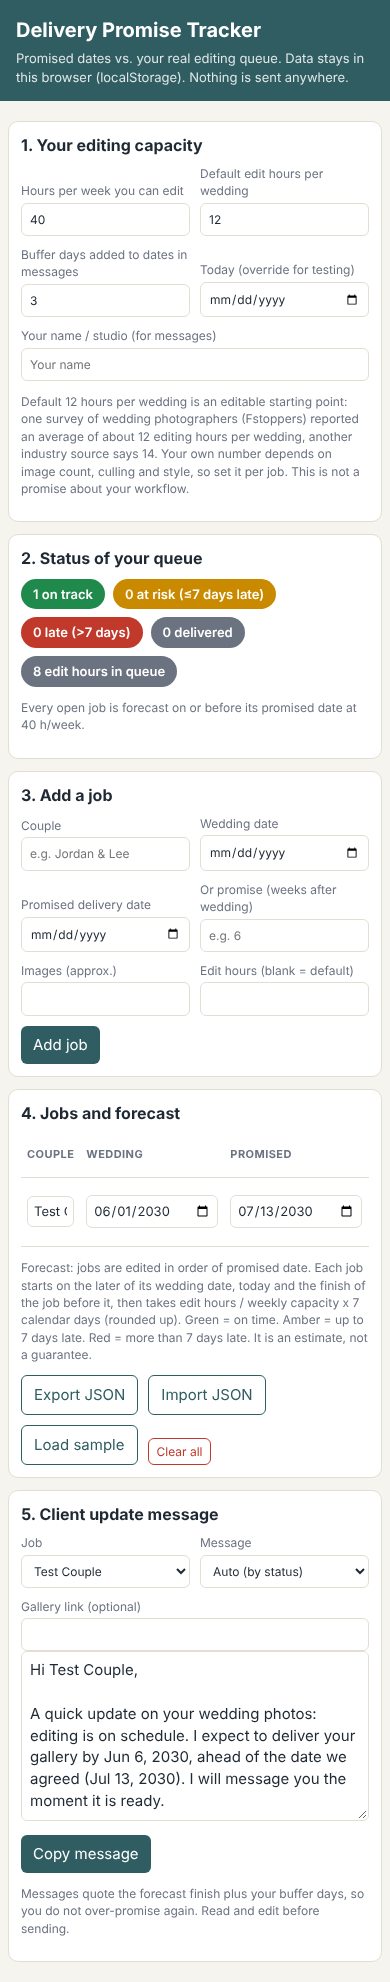 Delivery Promise Tracker
Promised dates vs. your real editing queue. Data stays in
this browser (localStorage). Nothing is sent anywhere.
1. Your editing capacity
Hours per week you can edit
Default edit hours per
wedding
40
12
Buffer days added to dates in
messages
Today (override for testing)
3
mm/dd/yyyy
Your name / studio (for messages)
Your name
Default 12 hours per wedding is an editable starting point:
one survey of wedding photographers (Fstoppers) reported
an average of about 12 editing hours per wedding, another
industry source says 14. Your own number depends on
image count, culling and style, so set it per job. This is not a
promise about your workflow.
2. Status of your queue
1 on track
0 at risk (≤7 days late)
0 late (>7 days)
0 delivered
8 edit hours in queue
Every open job is forecast on or before its promised date at
40 h/week.
3. Add a job
Couple
Wedding date
e.g. Jordan & Lee
mm/dd/yyyy
Promised delivery date
Or promise (weeks after
wedding)
mm/dd/yyyy
e.g. 6
Images (approx.)
Edit hours (blank = default)
Add job
4. Jobs and forecast
COUPLE WEDDING PROMISED
Test 06/01/2030 07/13/2030
Forecast: jobs are edited in order of promised date. Each job
starts on the later of its wedding date, today and the finish of
the job before it, then takes edit hours / weekly capacity x 7
calendar days (rounded up). Green = on time. Amber = up to
7 days late. Red = more than 7 days late. It is an estimate, not
a guarantee.
Export JSON
Import JSON
Load sample
Clear all
5. Client update message
Job
Message
Test Couple
Auto (by status)
Gallery link (optional)
Hi Test Couple,
A quick update on your wedding photos:
editing is on schedule. I expect to deliver your
gallery by Jun 6, 2030, ahead of the date we
agreed (Jul 13, 2030). I will message you the
moment it is ready.
Copy message
Messages quote the forecast finish plus your buffer days, so
you do not over-promise again. Read and edit before
sending.